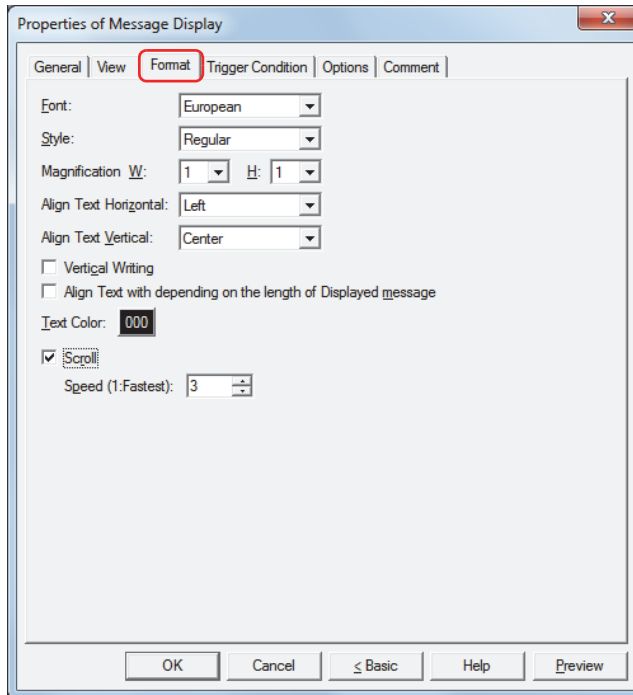 Properties of Message Display
General View Format Trigger Condition Options Comment
Font: European
Style: Regular
Magnification W: 1 H: 1
Align Text Horizontal: Left
Align Text Vertical: Center
Vertical Writing
Align Text with depending on the length of Displayed message
Text Color: 000
Scroll
Speed (1:Fastest): 3
OK Cancel < Basic Help Preview